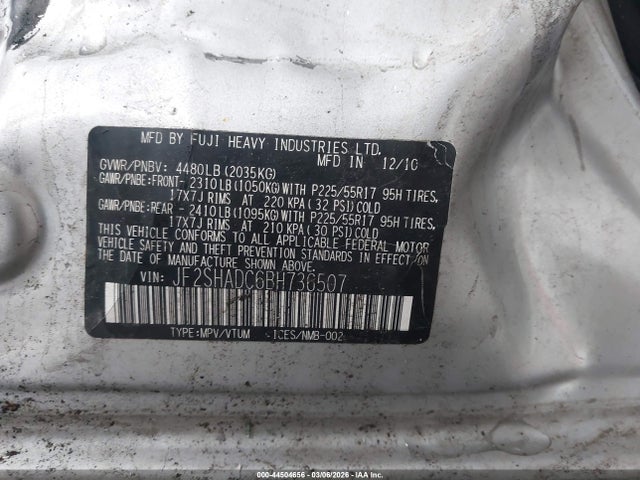 MFD BY FUJI HEAVY INDUSTRIES LTD.
MFD IN 12/10
GVWR/PNBV: 4480LB(2035KG)
GAWR/PNBE:FRONT- 2310LB(1050KG)WITH P225/55R17 95H TIRES,
17X7J RIMS AT 220 KPA(32 PSI)COLD
GAWR/PNBE:REAR - 2410LB(1095KG)WITH P225/55R17 95H TIRES,
17X7J RIMS AT 210 KPA(30 PSI)COLD
THIS VEHICLE CONFORMS TO ALL APPLICABLE FEDERAL MOTOR
VEHICLE SAFETY AND THEFT PREVENTION STANDARDS IN EFFECT ON
THE DATE OF MANUFACTURE SHOWN ABOVE.
VIN: JF2SHADC6BH736507
TYPE:MPV/VTUM ICES/NMB-002
000-44504656 | 03/06/2026 | © IAA Inc. All Rights Reserved